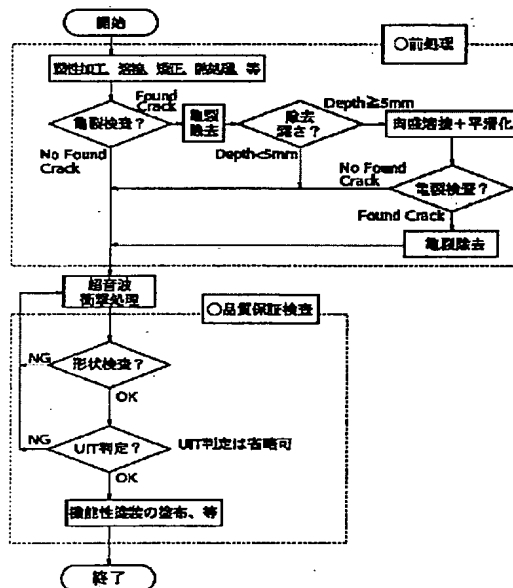 開始
○前処理
塑性加工、溶接、矯正、熱処理、等
Found
Crack
亀裂検査?
亀裂
除去
除去
深さ?
Depth≧5mm
肉盛溶接+平滑化
No Found
Crack
Depth<5mm
No Found
Crack
亀裂検査?
Found Crack
亀裂除去
超音波
衝撃処理
○品質保証検査
NG
形状検査?
OK
NG
UIT判定?
UIT判定は省略可
OK
機能性塗装の塗布、等
終了